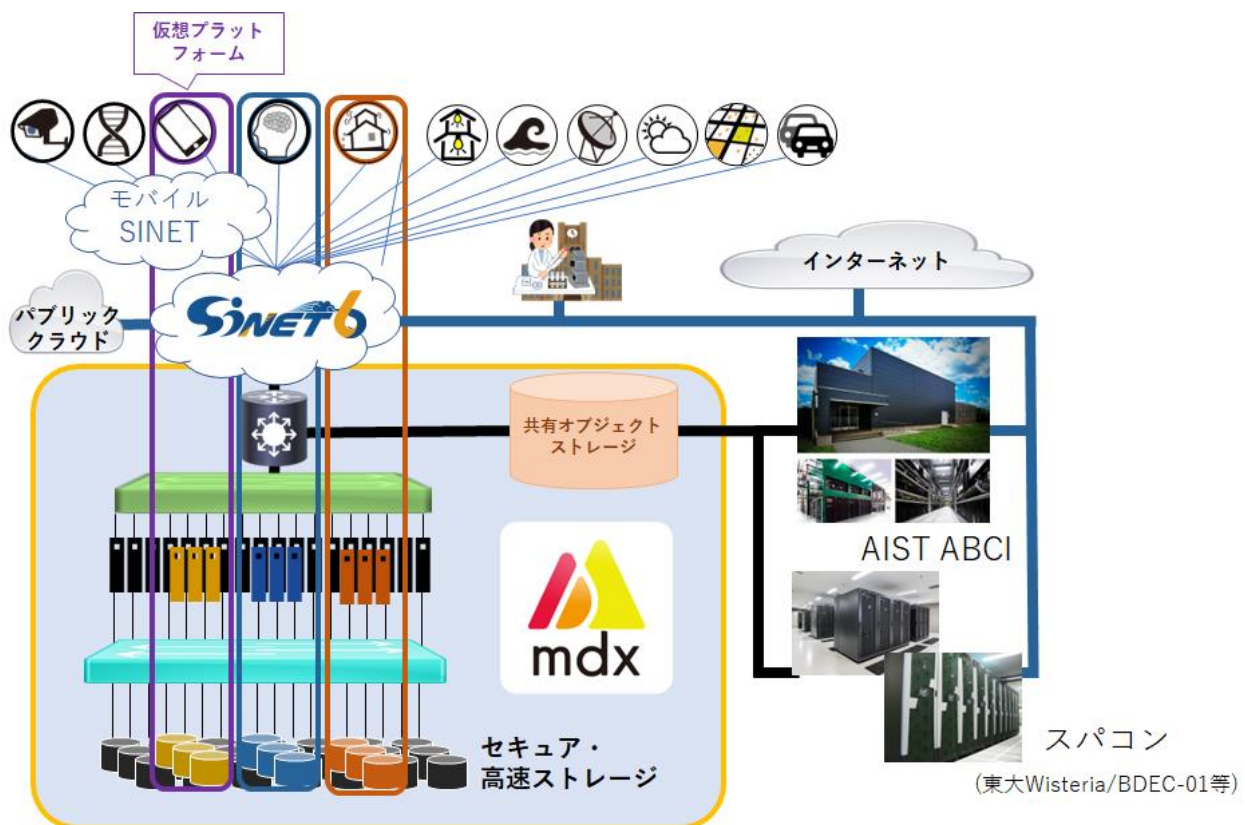 仮想プラット
フォーム
モバイル
SINET
パブリック
クラウド
SiNET6
インターネット
共有オブジェクト
ストレージ
AIST ABCI
mdx
セキュア・
高速ストレージ
スパコン
(東大Wisteria/BDEC-01等)